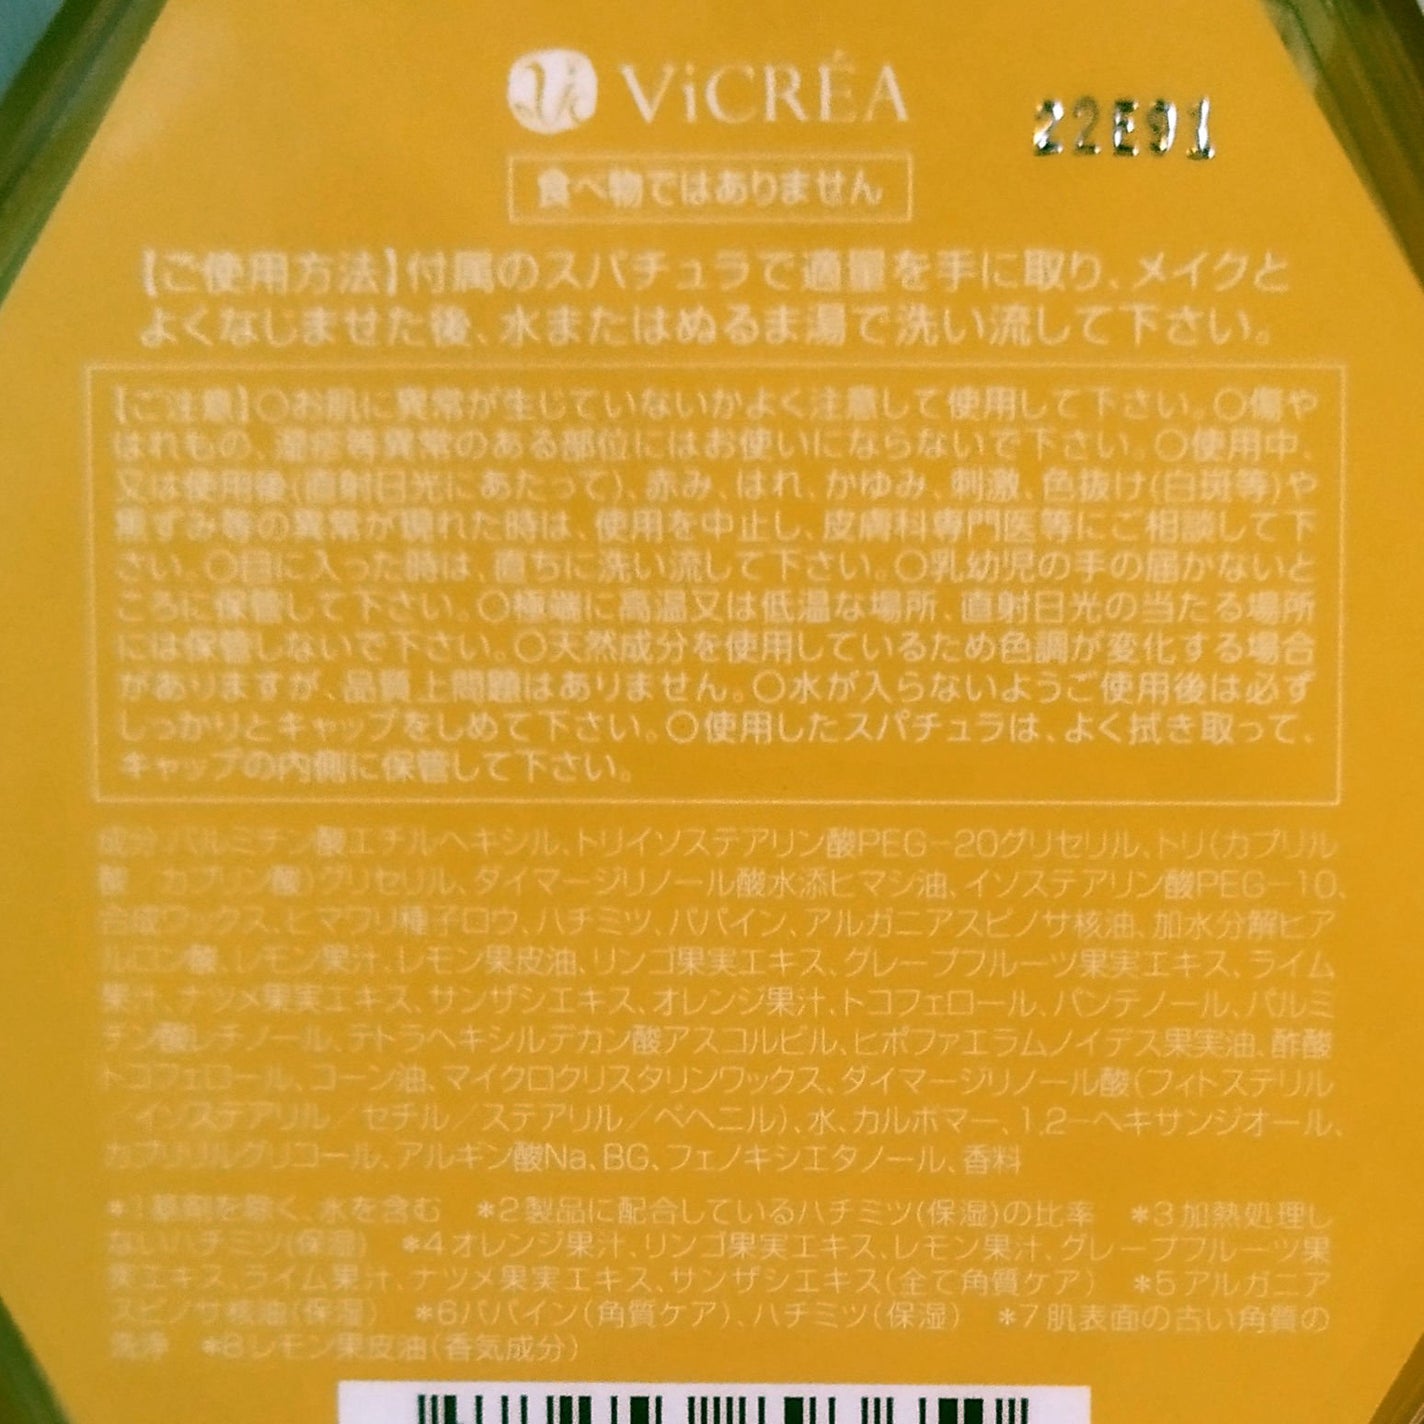 ViCRÉA
22E91
食べ物ではありません
【ご使用方法】付属のスパチュラで適量を手に取り、メイクと
よくなじませた後、水またはぬるま湯で洗い流して下さい。
【ご注意】〇お肌に異常が生じていないかよく注意して使用して下さい。〇傷や
はれもの、湿疹等異常のある部位にはお使いにならないで下さい。〇使用中、
又は使用後(直射日光にあたって)、赤み、はれ、かゆみ、刺激、色抜け(白斑等)や
黒ずみ等の異常が現れた時は、使用を中止し、皮膚科専門医等にご相談して下
さい。〇目に入った時は、直ちに洗い流して下さい。〇乳幼児の手の届かないと
ころに保管して下さい。〇極端に高温又は低温な場所、直射日光の当たる場所
には保管しないで下さい。〇天然成分を使用しているため色調が変化する場合
がありますが、品質上問題はありません。〇水が入らないようご使用後は必ず
しっかりとキャップをしめて下さい。〇使用したスパチュラは、よく拭き取って、
キャップの内側に保管して下さい。
成分:パルミチン酸エチルヘキシル、トリイソステアリン酸PEG-20グリセリル、トリ(カプリル
酸／カプリン酸)グリセリル、ダイマージリノール酸水添ヒマシ油、イソステアリン酸PEG-10、
合成ワックス、ヒマワリ種子ロウ、ハチミツ、パパイン、アルガニアスピノサ核油、加水分解ヒア
ルロン酸、レモン果汁、レモン果皮油、リンゴ果実エキス、グレープフルーツ果実エキス、ライム
果汁、ナツメ果実エキス、サンザシエキス、オレンジ果汁、トコフェロール、パンテノール、パルミ
チン酸レチノール、テトラヘキシルデカン酸アスコルビル、ヒポファエラムノイデス果実油、酢酸
トコフェロール、コーン油、マイクロクリスタリンワックス、ダイマージリノール酸(フィトステリル
／イソステアリル／セチル／ステアリル／ベヘニル)、水、カルボマー、1,2-ヘキサンジオール、
カプリリルグリコール、アルギン酸Na、BG、フェノキシエタノール、香料
*1基剤を除く、水を含む　*2製品に配合しているハチミツ(保湿)の比率　*3加熱処理し
ないハチミツ(保湿)　*4オレンジ果汁、リンゴ果実エキス、レモン果汁、グレープフルーツ果
実エキス、ライム果汁、ナツメ果実エキス、サンザシエキス(全て角質ケア)　*5アルガニア
スピノサ核油(保湿)　*6パパイン(角質ケア)、ハチミツ(保湿)　*7肌表面の古い角質の
洗浄　*8レモン果皮油(香気成分)